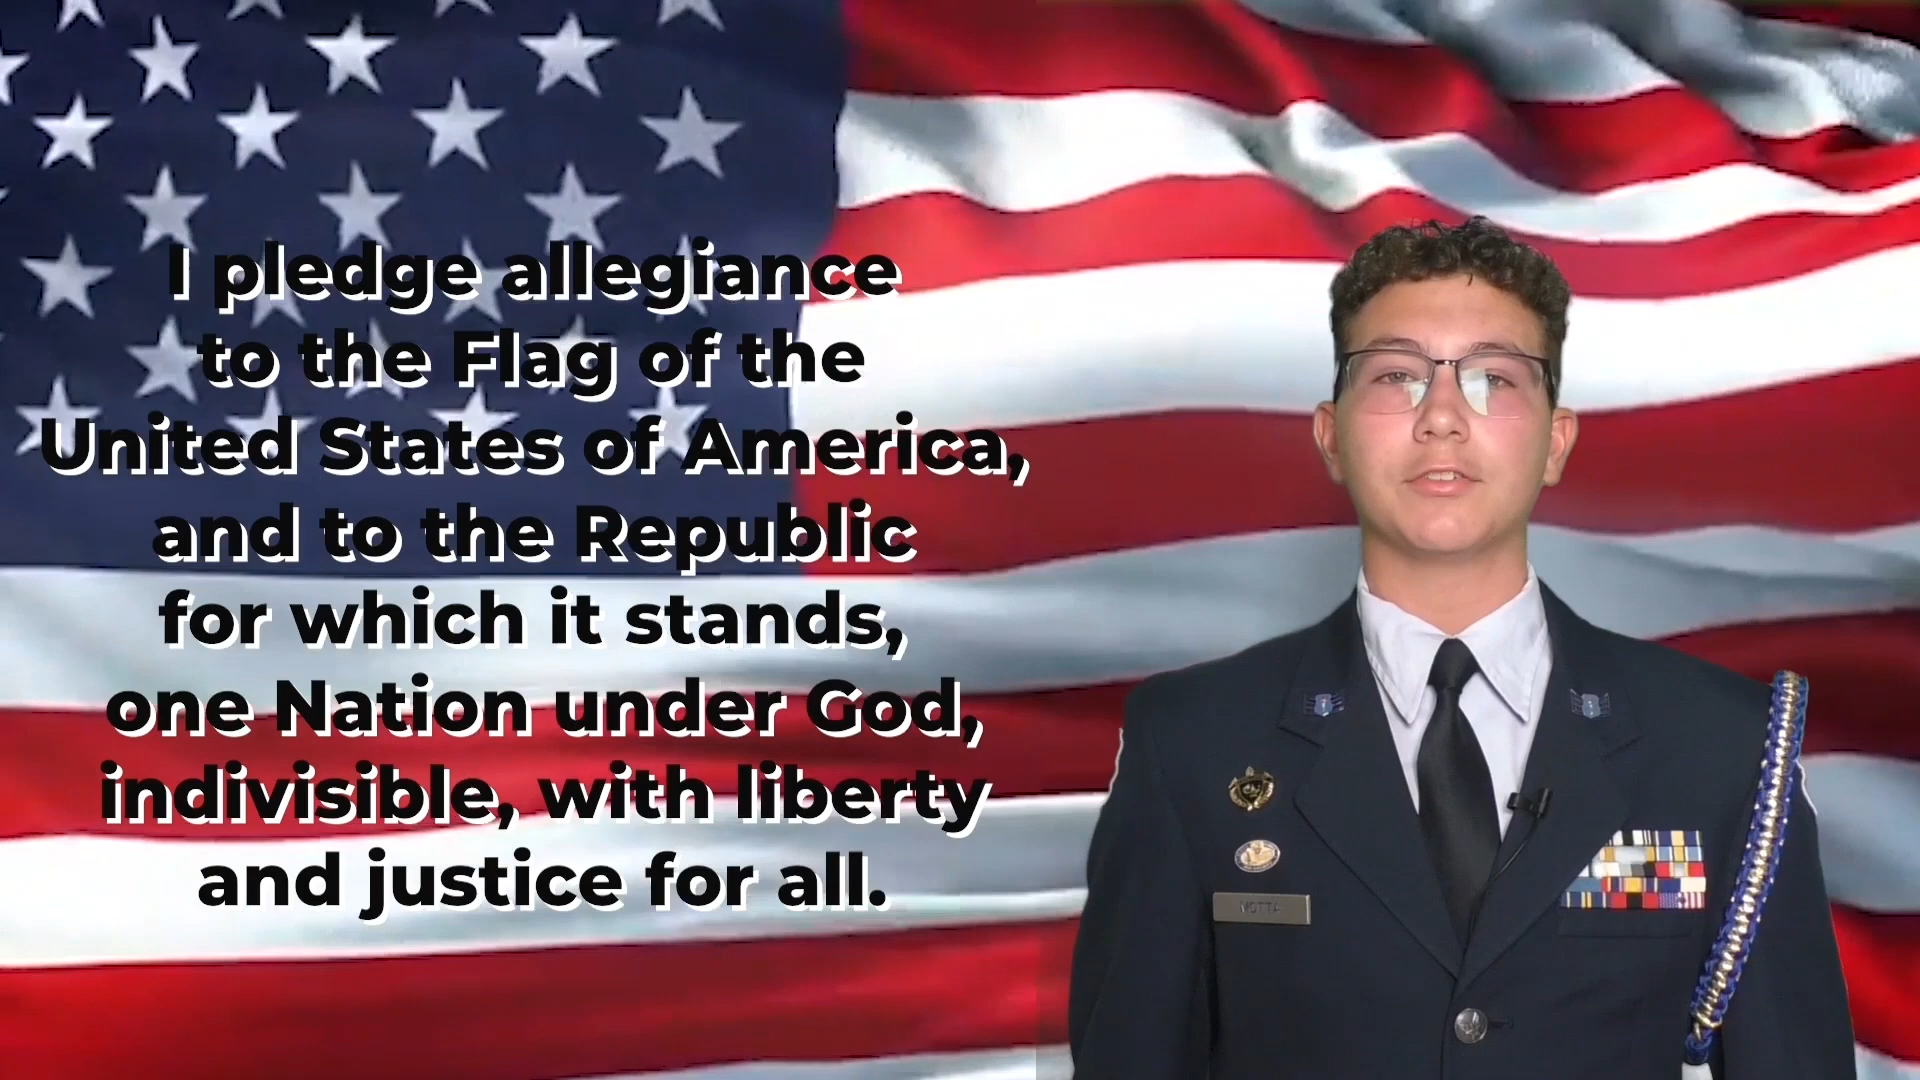 I pledge allegiance
to the Flag of the
United States of America,
and to the Republic
for which it stands,
one Nation under God,
indivisible, with liberty
and justice for all.
MOTTA